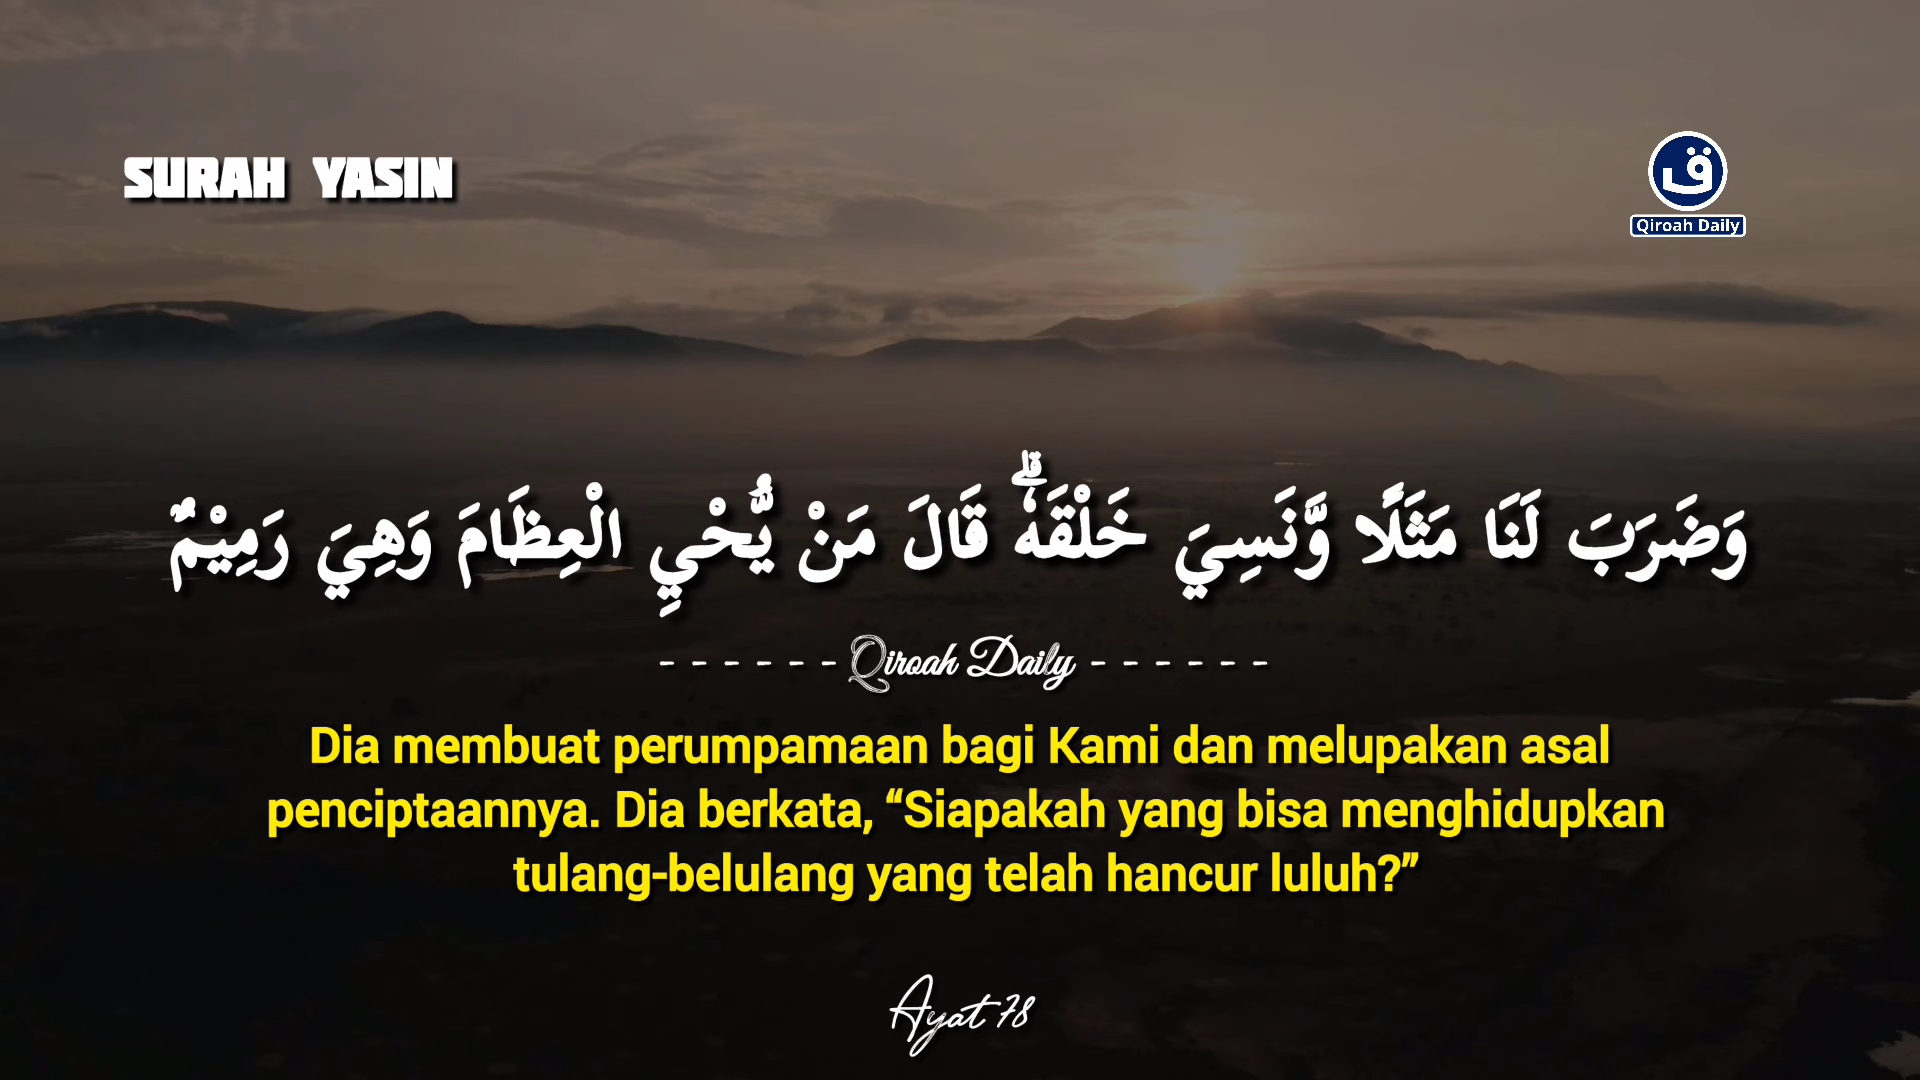 SURAH YASIN
ق
Qiroah Daily
وَضَرَبَ لَنَا مَثَلًا وَّنَسِيَ خَلْقَهٗۗ قَالَ مَنْ يُّحْيِ الْعِظَامَ وَهِيَ رَمِيْمٌ
------Qiroah Daily------
Dia membuat perumpamaan bagi Kami dan melupakan asal
penciptaannya. Dia berkata, “Siapakah yang bisa menghidupkan
tulang-belulang yang telah hancur luluh?”
Ayat 78